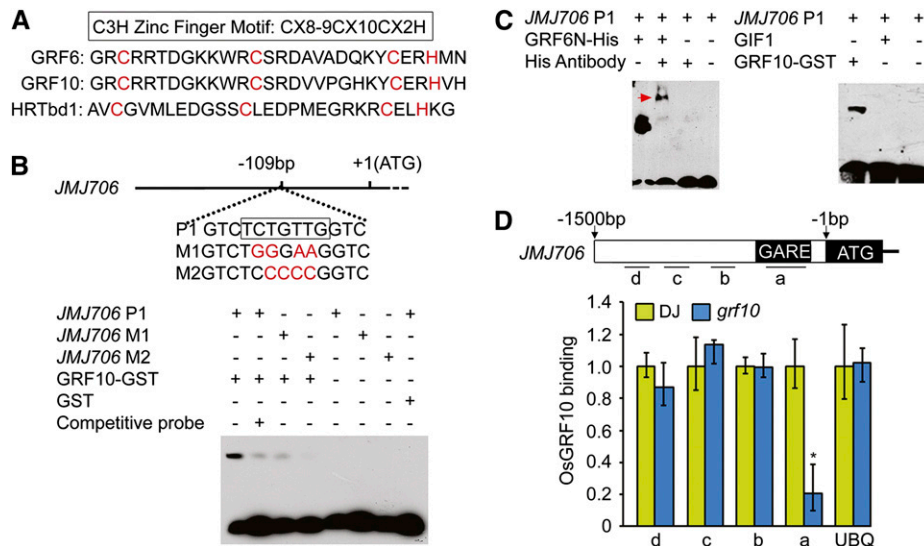 A
C3H Zinc Finger Motif: CX8-9CX10CX2H
GRF6: GRCRRTDGKKWRCSRDAVADQKYCERHMN
GRF10: GRCRRTDGKKWRCSRDVVPGHKYCERHVH
HRTbd1: AVCGVMLEDGSSCLEDPMEGRKRCELHKG
B
-109bp +1(ATG)
JMJ706
P1 GTCTCTGTTGGTC
M1GTCTGGGAAGGTC
M2GTCTCCCCCGGTC
JMJ706 P1 + + - - + - - +
JMJ706 M1 - - + - - + - -
JMJ706 M2 - - - + - - + -
GRF10-GST + + + + - - - -
GST - - - - - - - +
Competitive probe - + - - - - - -
C
JMJ706 P1 + + + +
GRF6N-His + + - -
His Antibody - + + -
JMJ706 P1 + + +
GIF1 - + -
GRF10-GST + - -
D
-1500bp -1bp
JMJ706 GARE ATG
d c b a
OsGRF10 binding
1.4
1.2
1.0
0.8
0.6
0.4
0.2
0
DJ grf10
*
d c b a UBQ